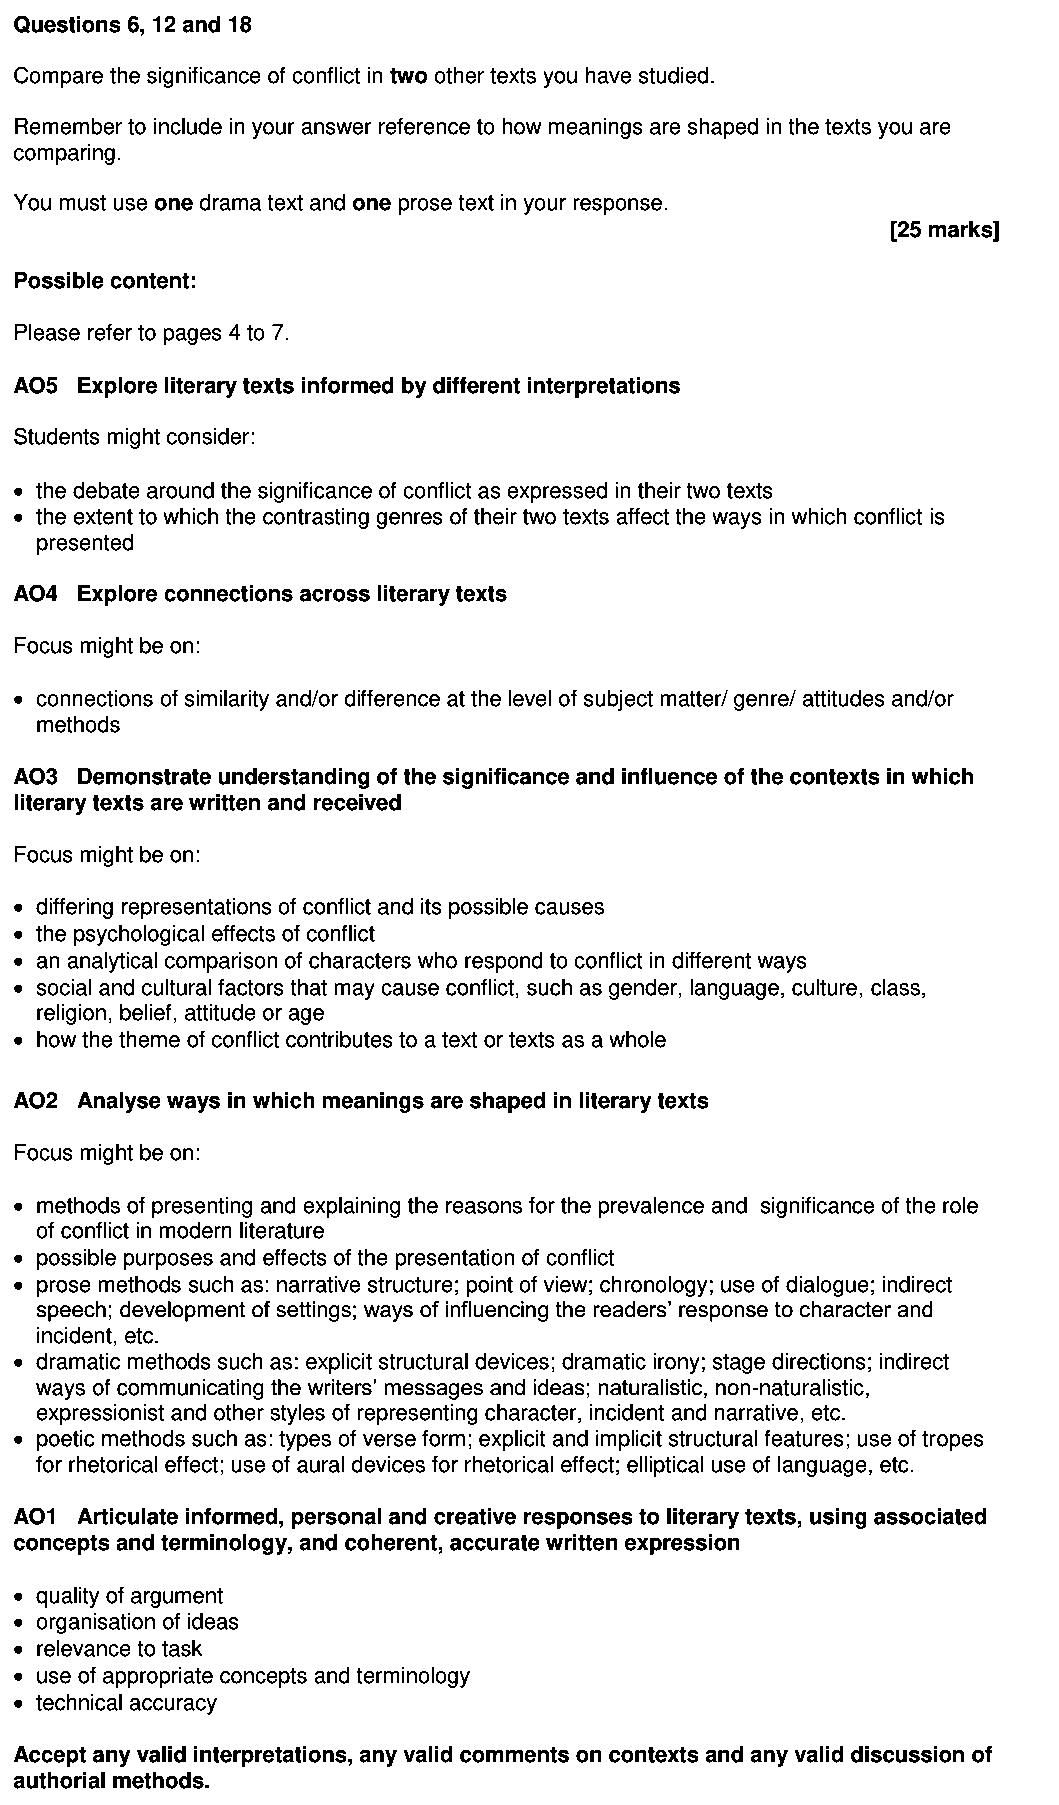 Questions 6, 12 and 18
Compare the significance of conflict in two other texts you have studied.
Remember to include in your answer reference to how meanings are shaped in the texts you are
comparing.
You must use one drama text and one prose text in your response.
[25 marks]
Possible content:
Please refer to pages 4 to 7.
AO5 Explore literary texts informed by different interpretations
Students might consider:
• the debate around the significance of conflict as expressed in their two texts
• the extent to which the contrasting genres of their two texts affect the ways in which conflict is
presented
AO4 Explore connections across literary texts
Focus might be on:
• connections of similarity and/or difference at the level of subject matter/ genre/ attitudes and/or
methods
AO3 Demonstrate understanding of the significance and influence of the contexts in which
literary texts are written and received
Focus might be on:
• differing representations of conflict and its possible causes
• the psychological effects of conflict
• an analytical comparison of characters who respond to conflict in different ways
• social and cultural factors that may cause conflict, such as gender, language, culture, class,
religion, belief, attitude or age
• how the theme of conflict contributes to a text or texts as a whole
AO2 Analyse ways in which meanings are shaped in literary texts
Focus might be on:
• methods of presenting and explaining the reasons for the prevalence and significance of the role
of conflict in modern literature
• possible purposes and effects of the presentation of conflict
• prose methods such as: narrative structure; point of view; chronology; use of dialogue; indirect
speech; development of settings; ways of influencing the readers' response to character and
incident, etc.
• dramatic methods such as: explicit structural devices; dramatic irony; stage directions; indirect
ways of communicating the writers' messages and ideas; naturalistic, non-naturalistic,
expressionist and other styles of representing character, incident and narrative, etc.
• poetic methods such as: types of verse form; explicit and implicit structural features; use of tropes
for rhetorical effect; use of aural devices for rhetorical effect; elliptical use of language, etc.
AO1 Articulate informed, personal and creative responses to literary texts, using associated
concepts and terminology, and coherent, accurate written expression
• quality of argument
• organisation of ideas
• relevance to task
• use of appropriate concepts and terminology
• technical accuracy
Accept any valid interpretations, any valid comments on contexts and any valid discussion of
authorial methods.